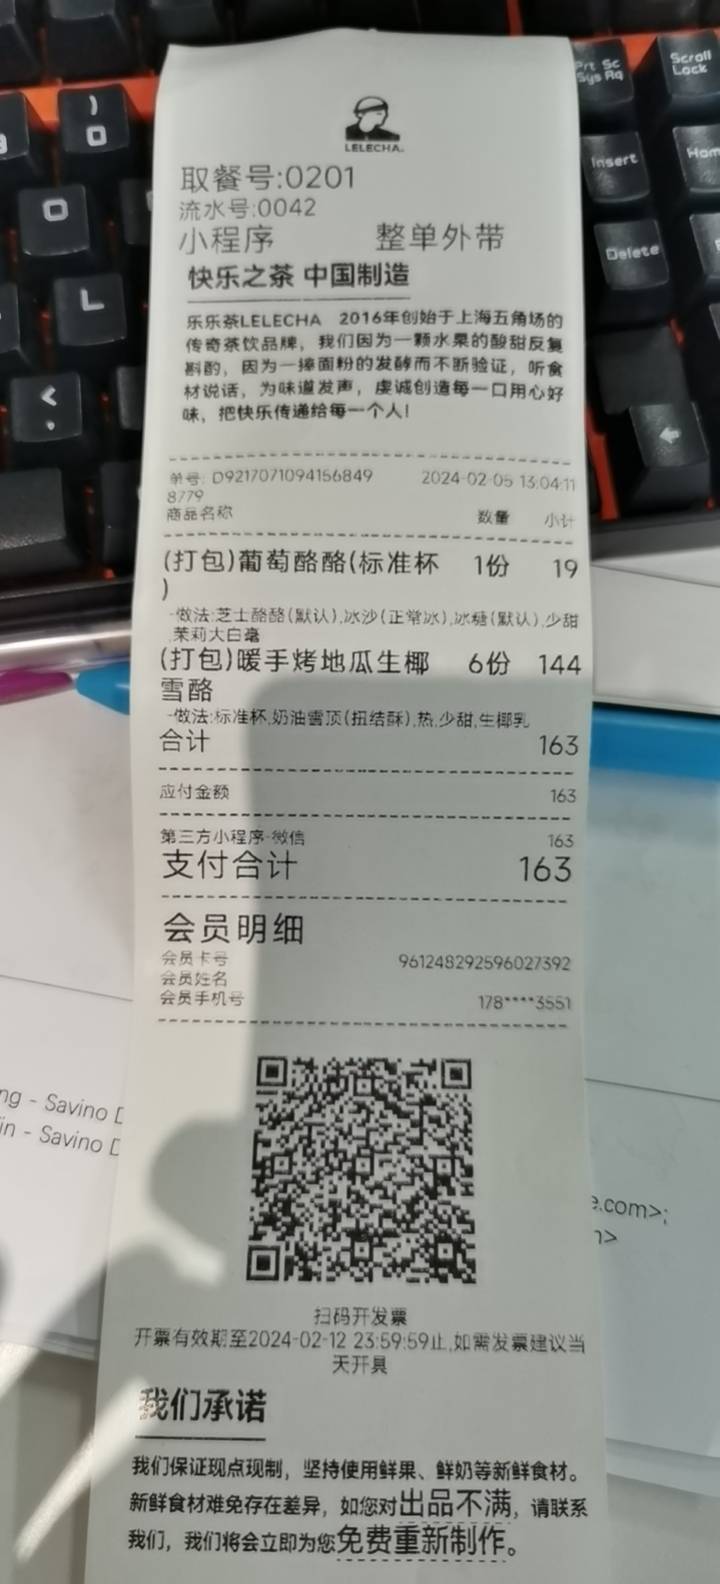 LELECHA.
取餐号:0201
流水号:0042
小程序 整单外带
快乐之茶 中国制造
乐乐茶LELECHA 2016年创始于上海五角场的
传奇茶饮品牌，我们因为一颗水果的酸甜反复
斟酌，因为一捧面粉的发酵而不断验证，听食
材说话，为味道发声，虔诚创造每一口用心好
味，把快乐传递给每一个人!
单号: D9217071094156849 2024-02-05 13:04:11
8779
商品名称 数量 小计
(打包)葡萄酪酪(标准杯 1份 19
)
-做法:芝士酪酪(默认),冰沙(正常冰),冰糖(默认),少甜
,茉莉大白毫
(打包)暖手烤地瓜生椰 6份 144
雪酪
-做法:标准杯,奶油雪顶(扭结酥),热,少甜,生椰乳
合计 163
应付金额 163
第三方小程序-微信 163
支付合计 163
会员明细
会员卡号 961248292596027392
会员姓名
会员手机号 178****3551
扫码开发票
开票有效期至2024-02-12 23:59:59止,如需发票建议当
天开具
我们承诺
我们保证现点现制，坚持使用鲜果、鲜奶等新鲜食材。
新鲜食材难免存在差异，如您对出品不满，请联系
我们，我们将会立即为您免费重新制作。
Prt Sc
Sys Rq
Scroll
Lock
Insert
Hom
Delete
)
0
O
L
<
,
←
ng - Savino D
in - Savino D
e.com>;
>